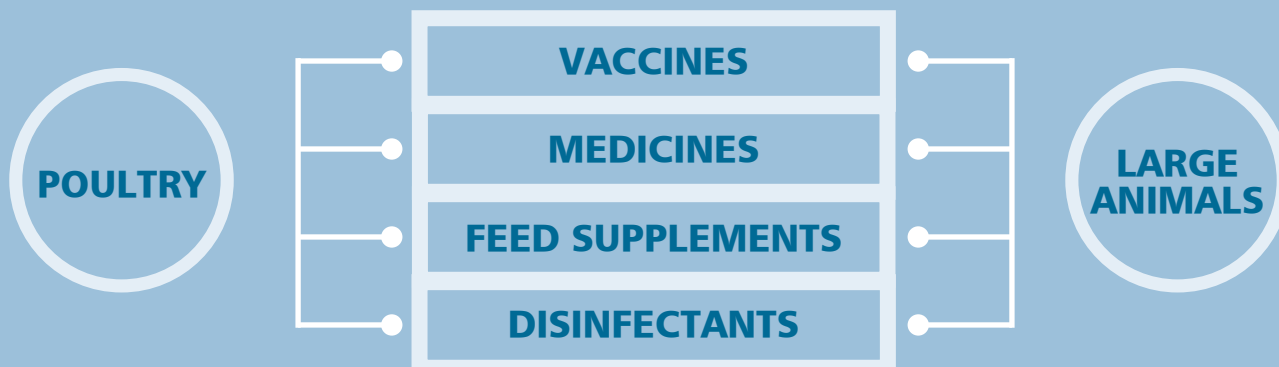 POULTRY
VACCINES
MEDICINES
FEED SUPPLEMENTS
DISINFECTANTS
LARGE
ANIMALS